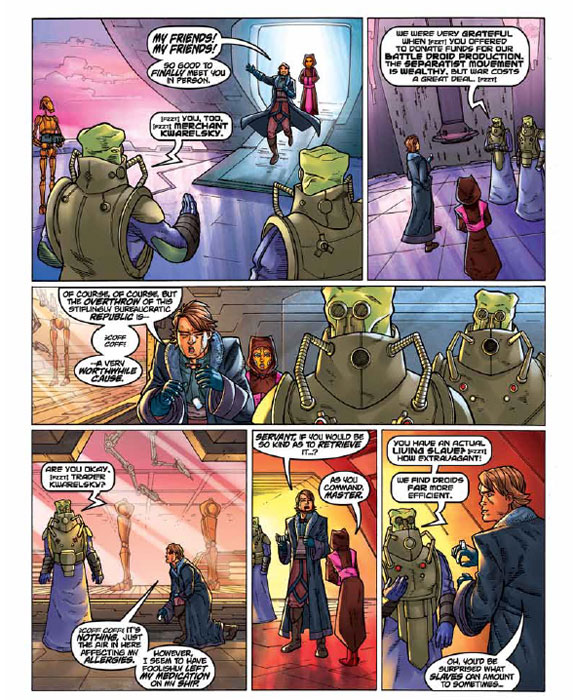 MY FRIENDS!
MY FRIENDS!
SO GOOD TO
FINALLY MEET YOU
IN PERSON.
[FZZT] YOU, TOO,
[FZZT] MERCHANT
KWARELSKY.
WE WERE VERY GRATEFUL
WHEN [FZZT] YOU OFFERED
TO DONATE FUNDS FOR OUR
BATTLE DROID PRODUCTION.
THE SEPARATIST MOVEMENT
IS WEALTHY, BUT WAR COSTS
A GREAT DEAL. [FZZT]
OF COURSE, OF COURSE, BUT
THE OVERTHROW OF THIS
STIFLINGLY BUREAUCRATIC
REPUBLIC IS--
¡COFF
COFF!
--A VERY
WORTHWHILE
CAUSE.
ARE YOU OKAY,
[FZZT] TRADER
KWARELSKY?
¡COFF COFF! IT'S
NOTHING, JUST
THE AIR IN HERE
AFFECTING MY
ALLERGIES.
HOWEVER,
I SEEM TO HAVE
FOOLISHLY LEFT
MY MEDICATION
ON MY SHIP.
SERVANT, IF YOU WOULD BE
SO KIND AS TO RETRIEVE
IT...?
AS YOU
COMMAND,
MASTER.
YOU HAVE AN ACTUAL
LIVING SLAVE? [FZZT]
HOW EXTRAVAGANT!
WE FIND DROIDS
FAR MORE
EFFICIENT.
OH, YOU'D BE
SURPRISED WHAT
SLAVES CAN AMOUNT
TO SOMETIMES...